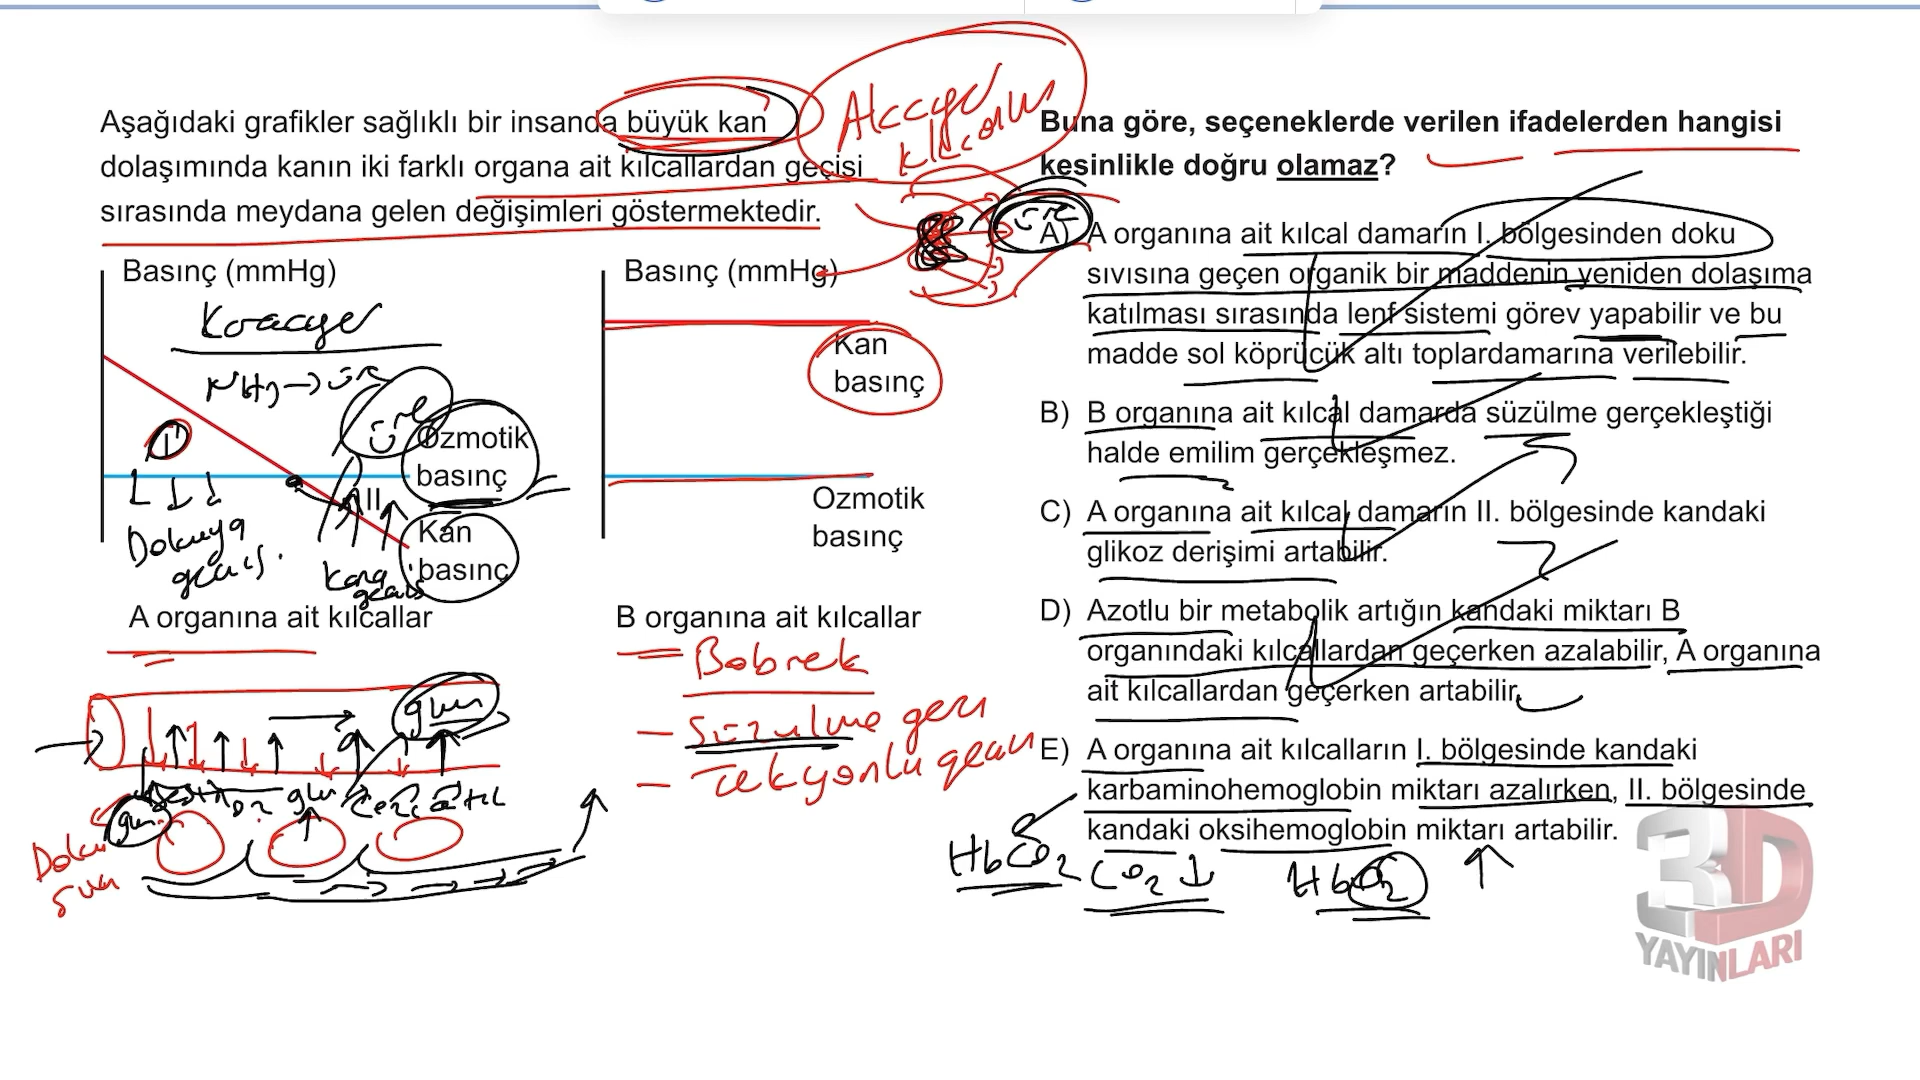 Aşağıdaki grafikler sağlıklı bir insanda büyük kan
dolaşımında kanın iki farklı organa ait kılcallardan geçişi
sırasında meydana gelen değişimleri göstermektedir.
Basınç (mmHg)
Karaciğer
NH3 → üre
üre
I
Ozmotik
basınç
II
Kan
basınç
Dokuya
geçiş.
Kana
geçiş
A organına ait kılcallar
Doku
Basınç (mmHg)
Kan
basınç
Ozmotik
basınç
B organına ait kılcallar
Böbrek
Süzülme
Tek yönlü
Akciğer
Buna göre, seçeneklerde verilen ifadelerden hangisi
kesinlikle doğru olamaz?
üre
A) A organına ait kılcal damarın I. bölgesinden doku
sıvısına geçen organik bir maddenin yeniden dolaşıma
katılması sırasında lenf sistemi görev yapabilir ve bu
madde sol köprücük altı toplardamarına verilebilir.
B) B organına ait kılcal damarda süzülme gerçekleştiği
halde emilim gerçekleşmez.
C) A organına ait kılcal damarın II. bölgesinde kandaki
glikoz derişimi artabilir.
D) Azotlu bir metabolik artığın kandaki miktarı B
organındaki kılcallardan geçerken azalabilir, A organına
ait kılcallardan geçerken artabilir.
E) A organına ait kılcalların I. bölgesinde kandaki
karbaminohemoglobin miktarı azalırken, II. bölgesinde
kandaki oksihemoglobin miktarı artabilir.
HbCO2 CO2 ↓ HbO2 ↑
3D
YAYINLARI